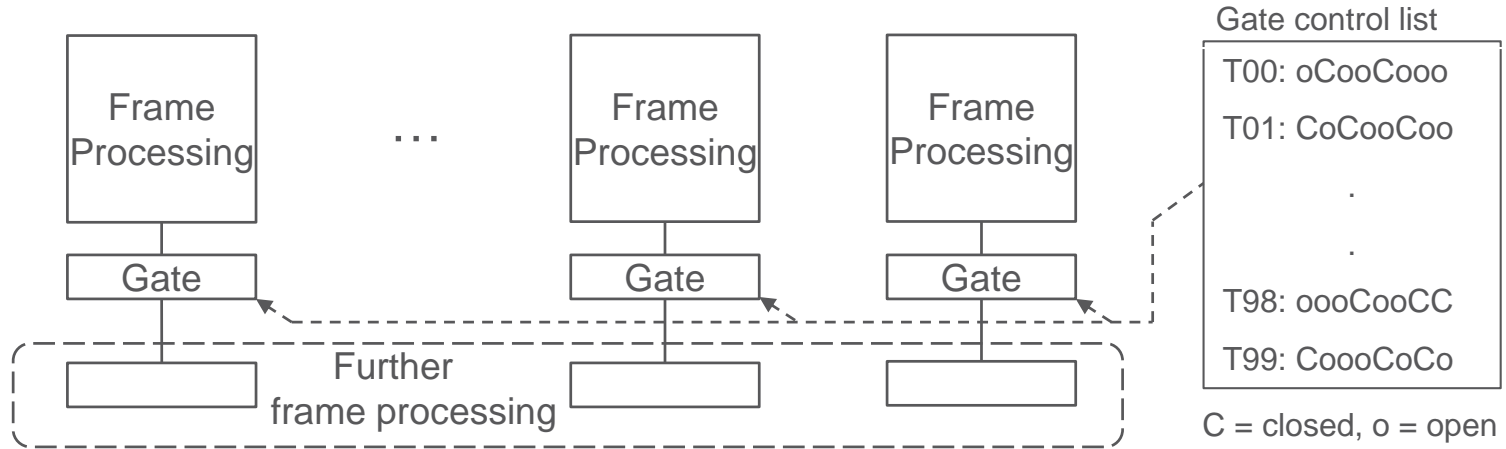 Gate control list
Frame
Processing
...
Frame
Processing
Frame
Processing
T00: oCooCooo
T01: CoCooCoo
.
.
T98: oooCooCC
T99: CoooCoCo
Gate
Gate
Gate
Further
frame processing
C = closed, o = open